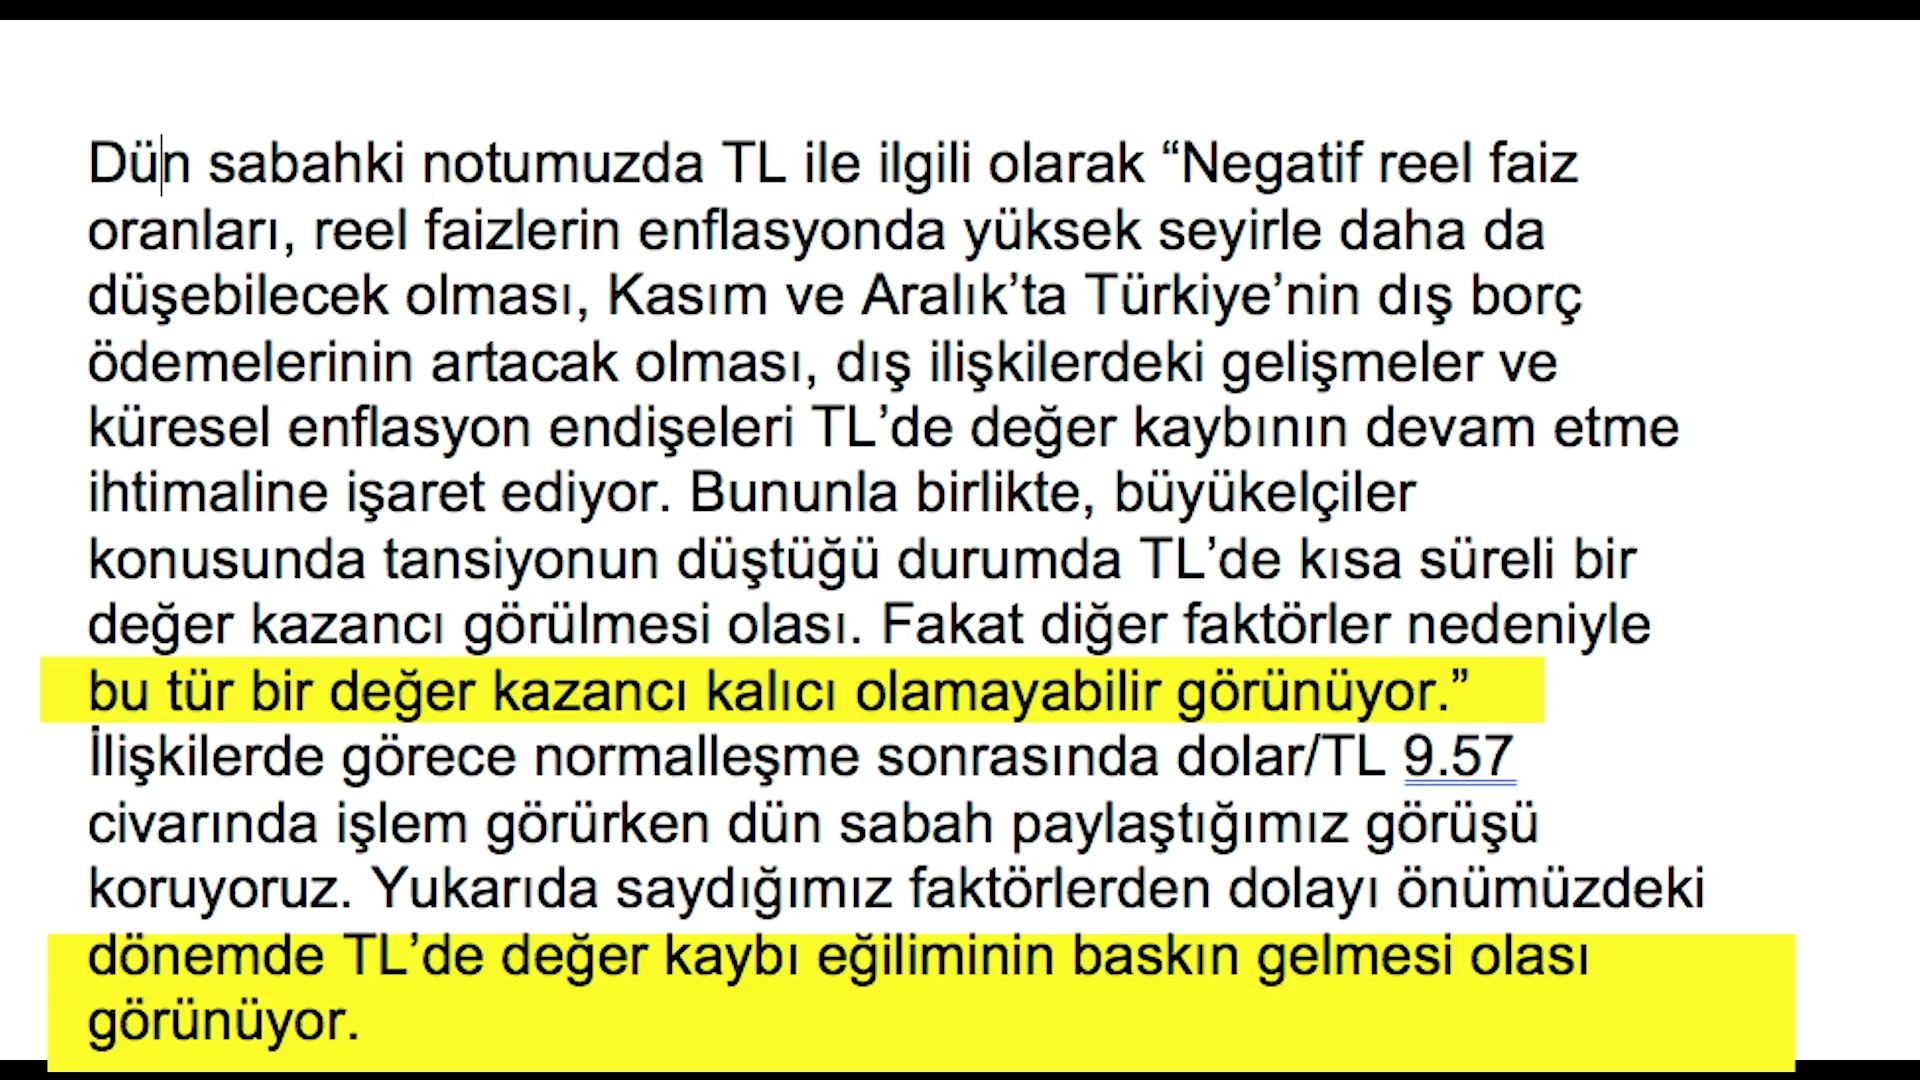 Dün sabahki notumuzda TL ile ilgili olarak “Negatif reel faiz
oranları, reel faizlerin enflasyonda yüksek seyirle daha da
düşebilecek olması, Kasım ve Aralık’ta Türkiye’nin dış borç
ödemelerinin artacak olması, dış ilişkilerdeki gelişmeler ve
küresel enflasyon endişeleri TL’de değer kaybının devam etme
ihtimaline işaret ediyor. Bununla birlikte, büyükelçiler
konusunda tansiyonun düştüğü durumda TL’de kısa süreli bir
değer kazancı görülmesi olası. Fakat diğer faktörler nedeniyle
bu tür bir değer kazancı kalıcı olamayabilir görünüyor.”
İlişkilerde görece normalleşme sonrasında dolar/TL 9.57
civarında işlem görürken dün sabah paylaştığımız görüşü
koruyoruz. Yukarıda saydığımız faktörlerden dolayı önümüzdeki
dönemde TL’de değer kaybı eğiliminin baskın gelmesi olası
görünüyor.